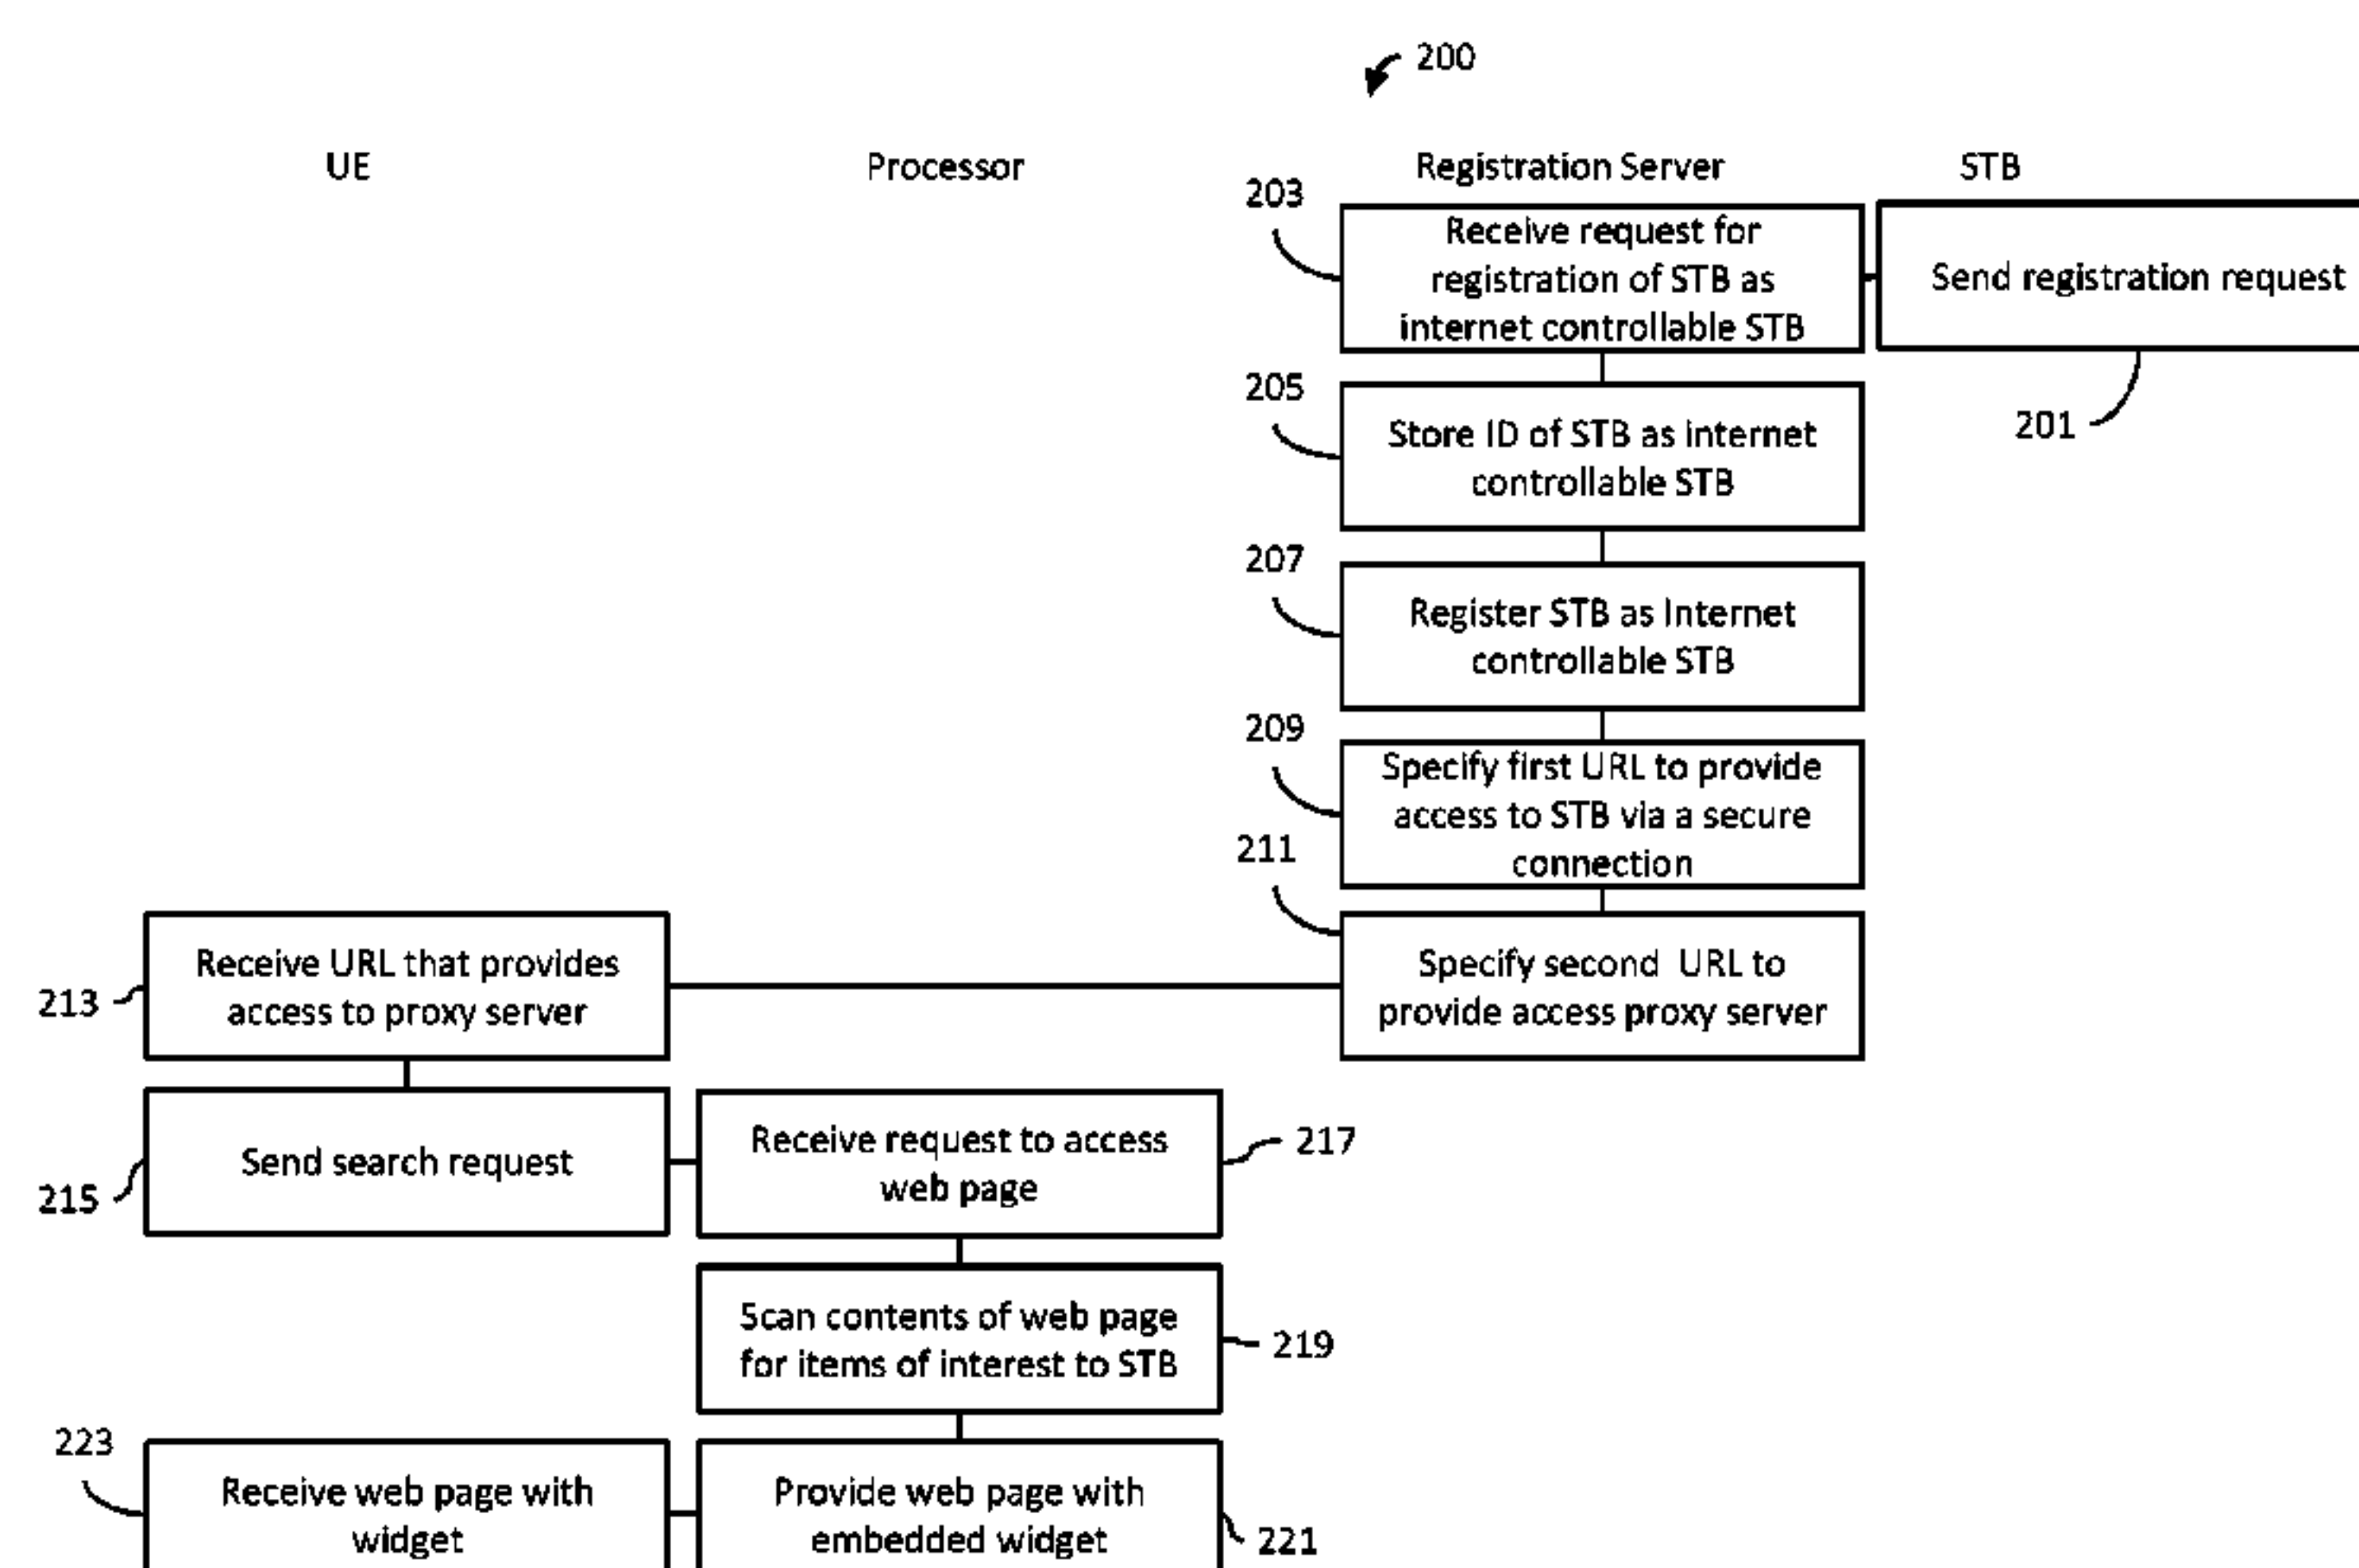 200
UE
Processor
Registration Server
STB
203
Receive request for
registration of STB as
internet controllable STB
Send registration request
201
205
Store ID of STB as internet
controllable STB
207
Register STB as Internet
controllable STB
209
Specify first URL to provide
access to STB via a secure
connection
211
Specify second URL to
provide access proxy server
Receive URL that provides
access to proxy server
213
Send search request
215
Receive request to access
web page
217
Scan contents of web page
for items of interest to STB
219
223
Receive web page with
widget
Provide web page with
embedded widget
221